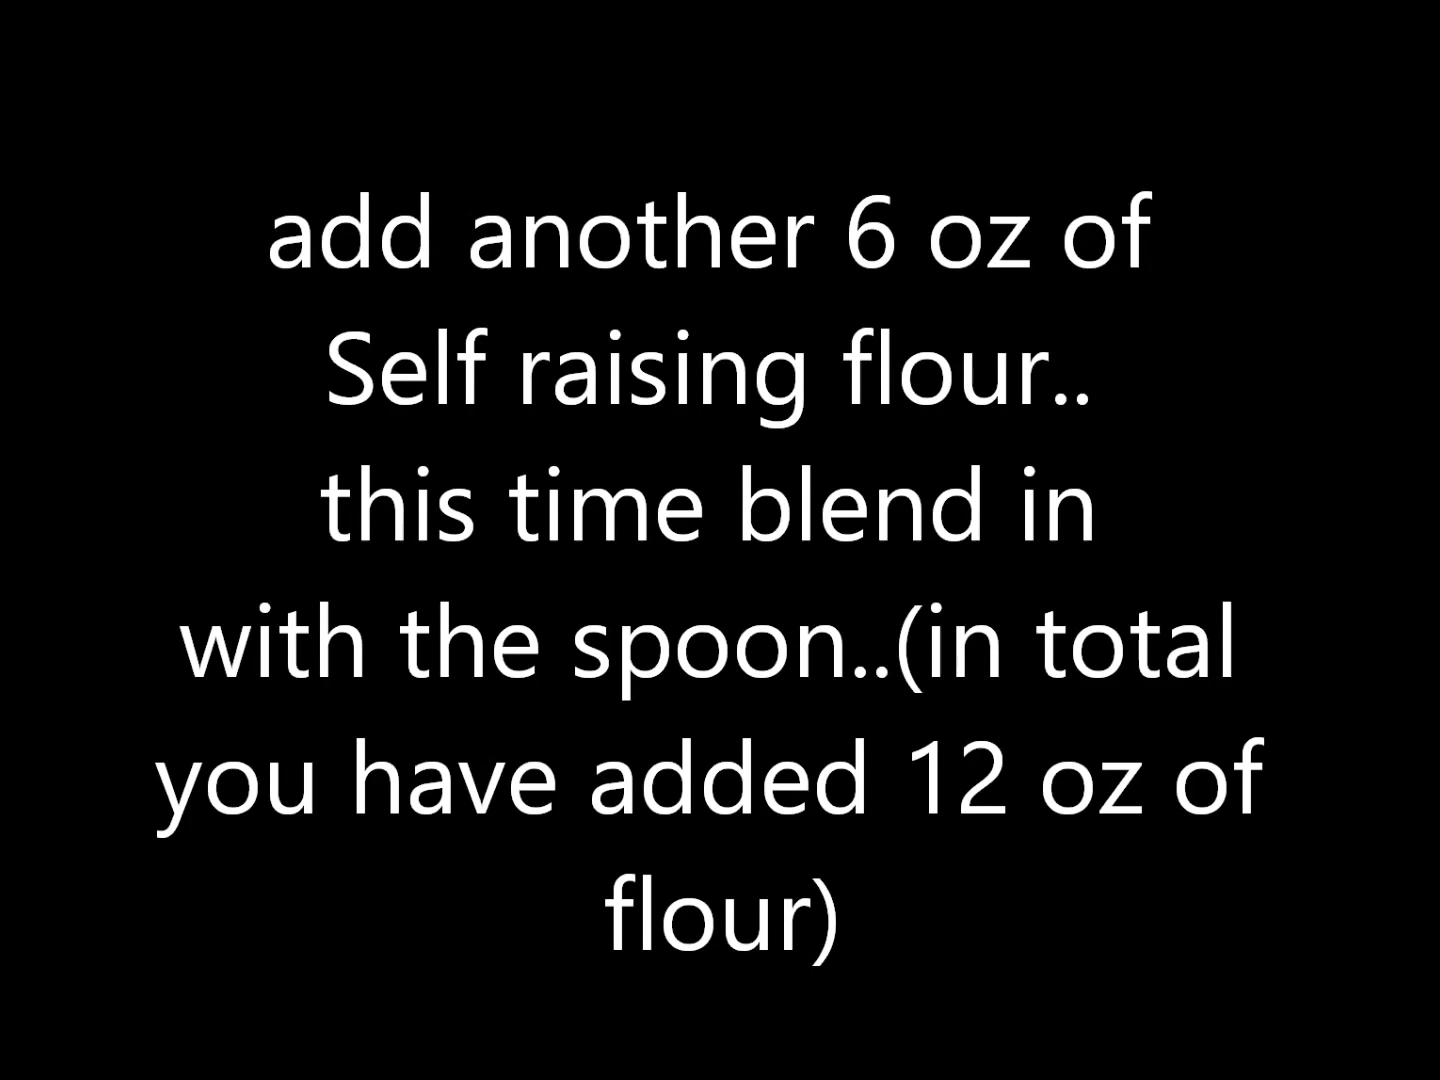 add another 6 oz of
Self raising flour..
this time blend in
with the spoon..(in total
you have added 12 oz of
flour)